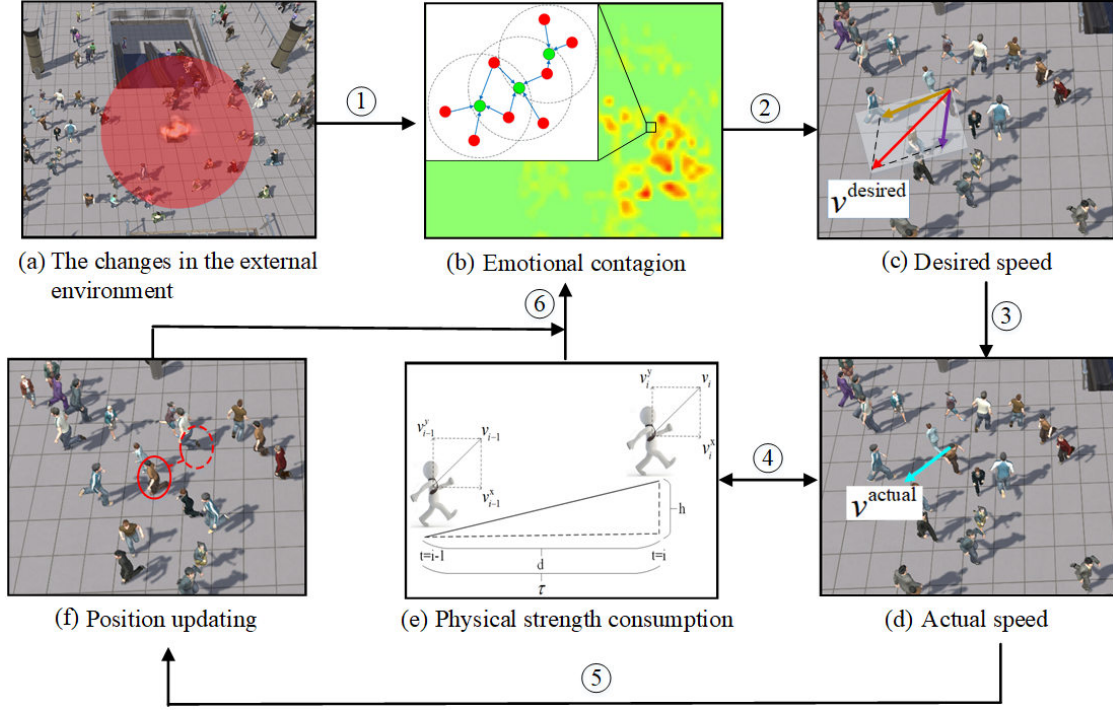 ①
②
v^desired
(a) The changes in the external
environment
(b) Emotional contagion
(c) Desired speed
⑥
③
v_i^y
v_i
v_{i-1}^y
v_{i-1}
v_i^x
v_{i-1}^x
④
v^actual
h
t=i-1
d
t=i
τ
(f) Position updating
(e) Physical strength consumption
(d) Actual speed
⑤